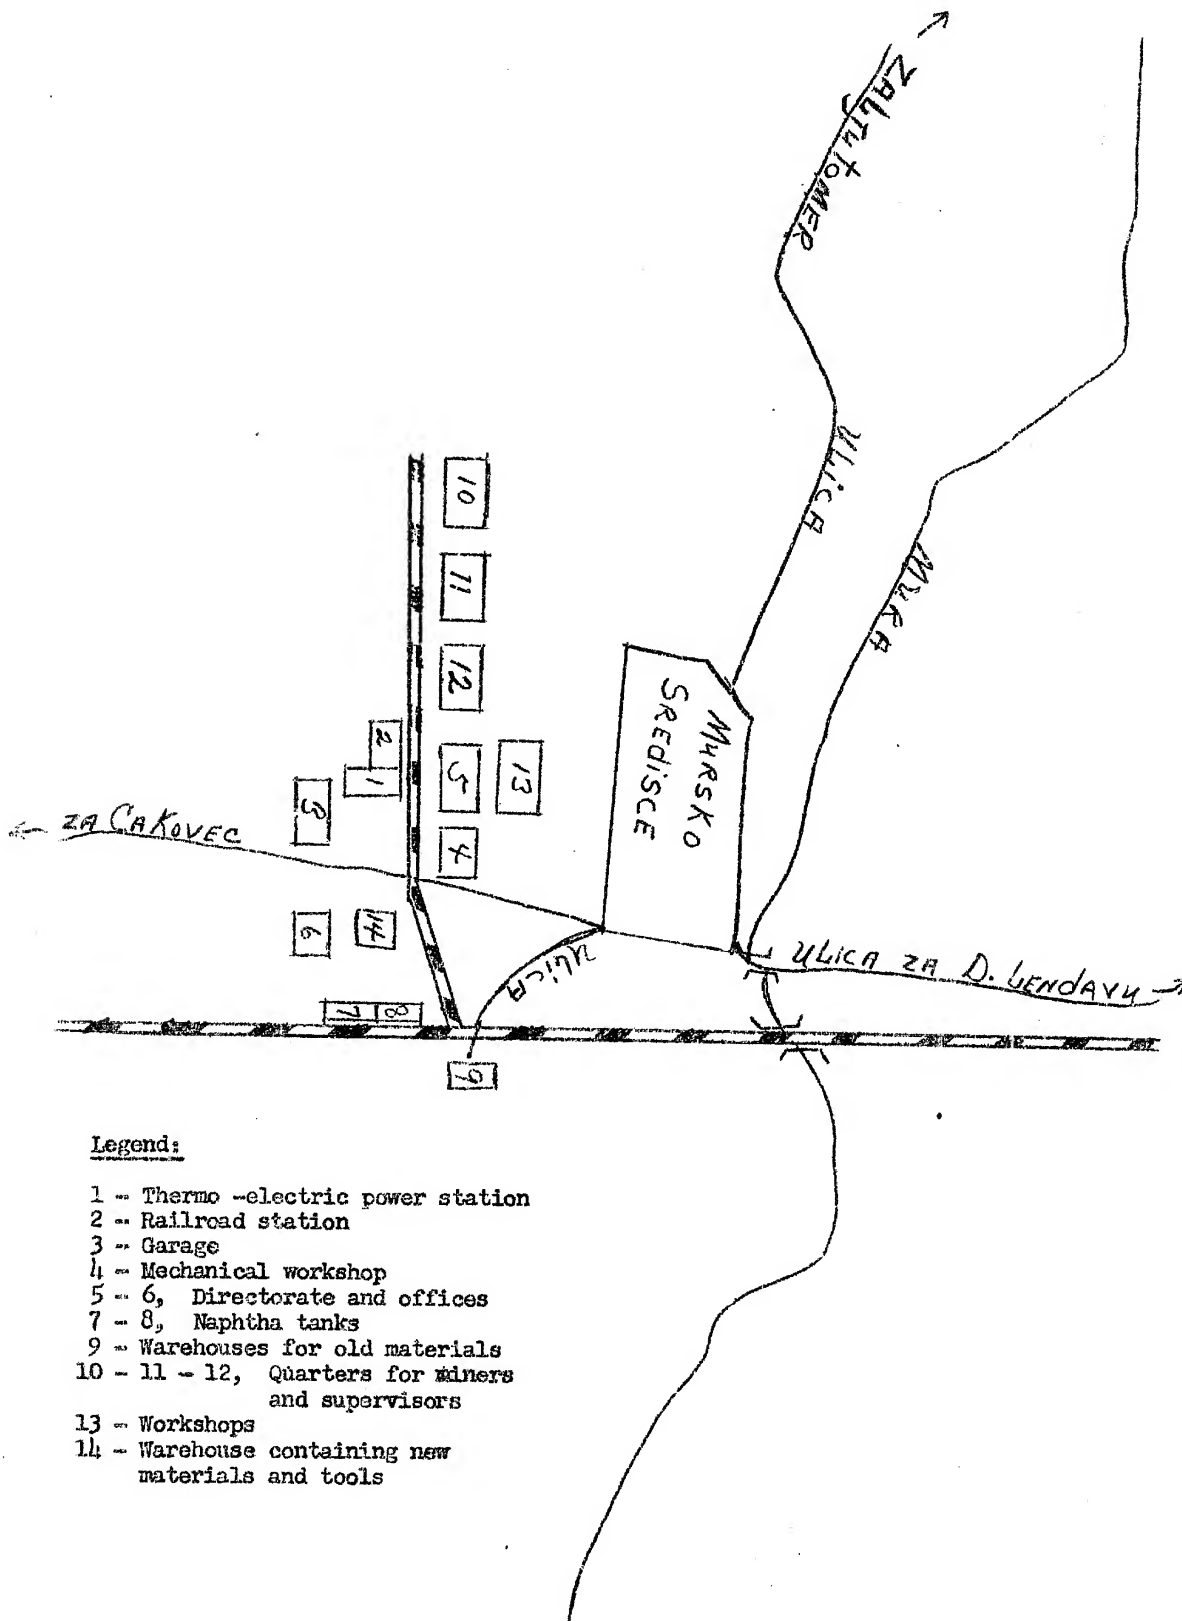 ZA LJUTOMER
ULICA
MURA
10
11
12
2
1
5
13
3
4
MURSKO
SREDISCE
ZA CAKOVEC
6
14
ULICA
ULICA ZA D. LENDAVU
7
8
9
Legend:
1 - Thermo -electric power station
2 - Railroad station
3 - Garage
4 - Mechanical workshop
5 - 6, Directorate and offices
7 - 8, Naphtha tanks
9 - Warehouses for old materials
10 - 11 - 12, Quarters for miners
and supervisors
13 - Workshops
14 - Warehouse containing new
materials and tools